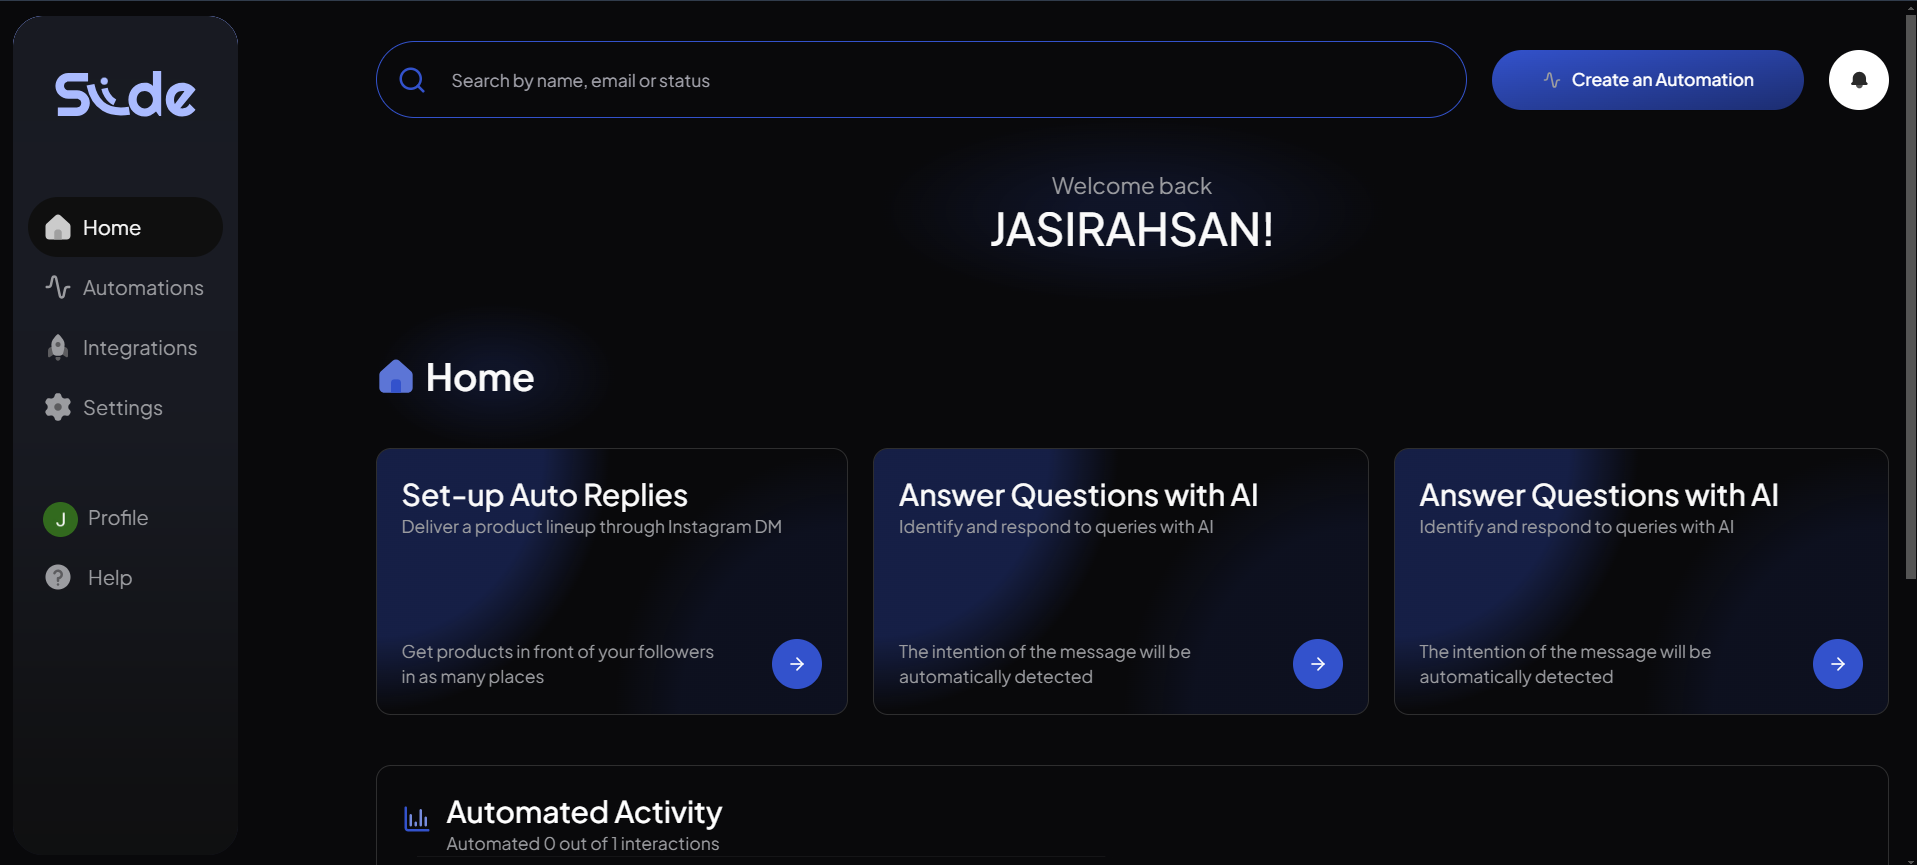 Slide
Home
Automations
Integrations
Settings
J
Profile
?
Help
Search by name, email or status
Create an Automation
Welcome back
JASIRAHSAN!
Home
Set-up Auto Replies
Deliver a product lineup through Instagram DM
Get products in front of your followers
in as many places
Answer Questions with AI
Identify and respond to queries with AI
The intention of the message will be
automatically detected
Answer Questions with AI
Identify and respond to queries with AI
The intention of the message will be
automatically detected
Automated Activity
Automated 0 out of 1 interactions